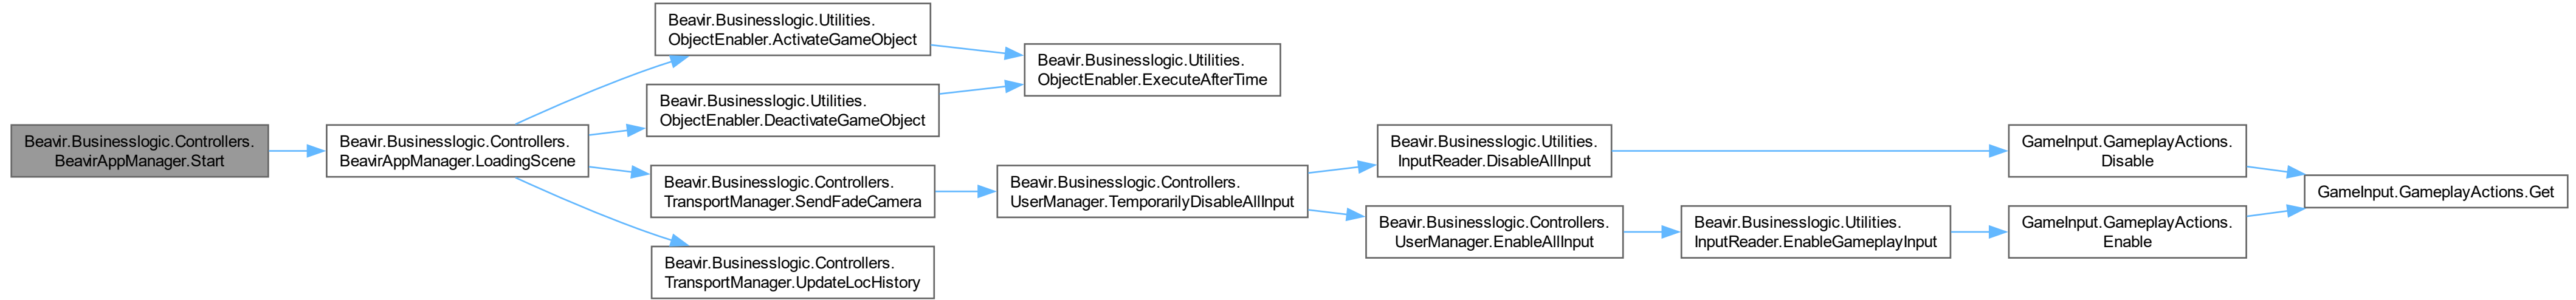 Beavir.Businesslogic.Controllers.
BeavirAppManager.Start
Beavir.Businesslogic.Controllers.
BeavirAppManager.LoadingScene
Beavir.Businesslogic.Utilities.
ObjectEnabler.ActivateGameObject
Beavir.Businesslogic.Utilities.
ObjectEnabler.DeactivateGameObject
Beavir.Businesslogic.Controllers.
TransportManager.SendFadeCamera
Beavir.Businesslogic.Controllers.
TransportManager.UpdateLocHistory
Beavir.Businesslogic.Utilities.
ObjectEnabler.ExecuteAfterTime
Beavir.Businesslogic.Controllers.
UserManager.TemporarilyDisableAllInput
Beavir.Businesslogic.Utilities.
InputReader.DisableAllInput
Beavir.Businesslogic.Controllers.
UserManager.EnableAllInput
Beavir.Businesslogic.Utilities.
InputReader.EnableGameplayInput
GameInput.GameplayActions.
Disable
GameInput.GameplayActions.
Enable
GameInput.GameplayActions.Get